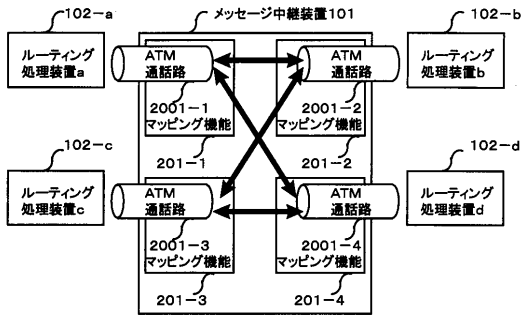 102-a
メッセージ中継装置101
102-b
ルーティング
処理装置a
ATM
通話路
ATM
通話路
ルーティング
処理装置b
2001-1
マッピング機能
2001-2
マッピング機能
102-c
201-1
201-2
102-d
ルーティング
処理装置c
ATM
通話路
ATM
通話路
ルーティング
処理装置d
2001-3
マッピング機能
2001-4
マッピング機能
201-3
201-4